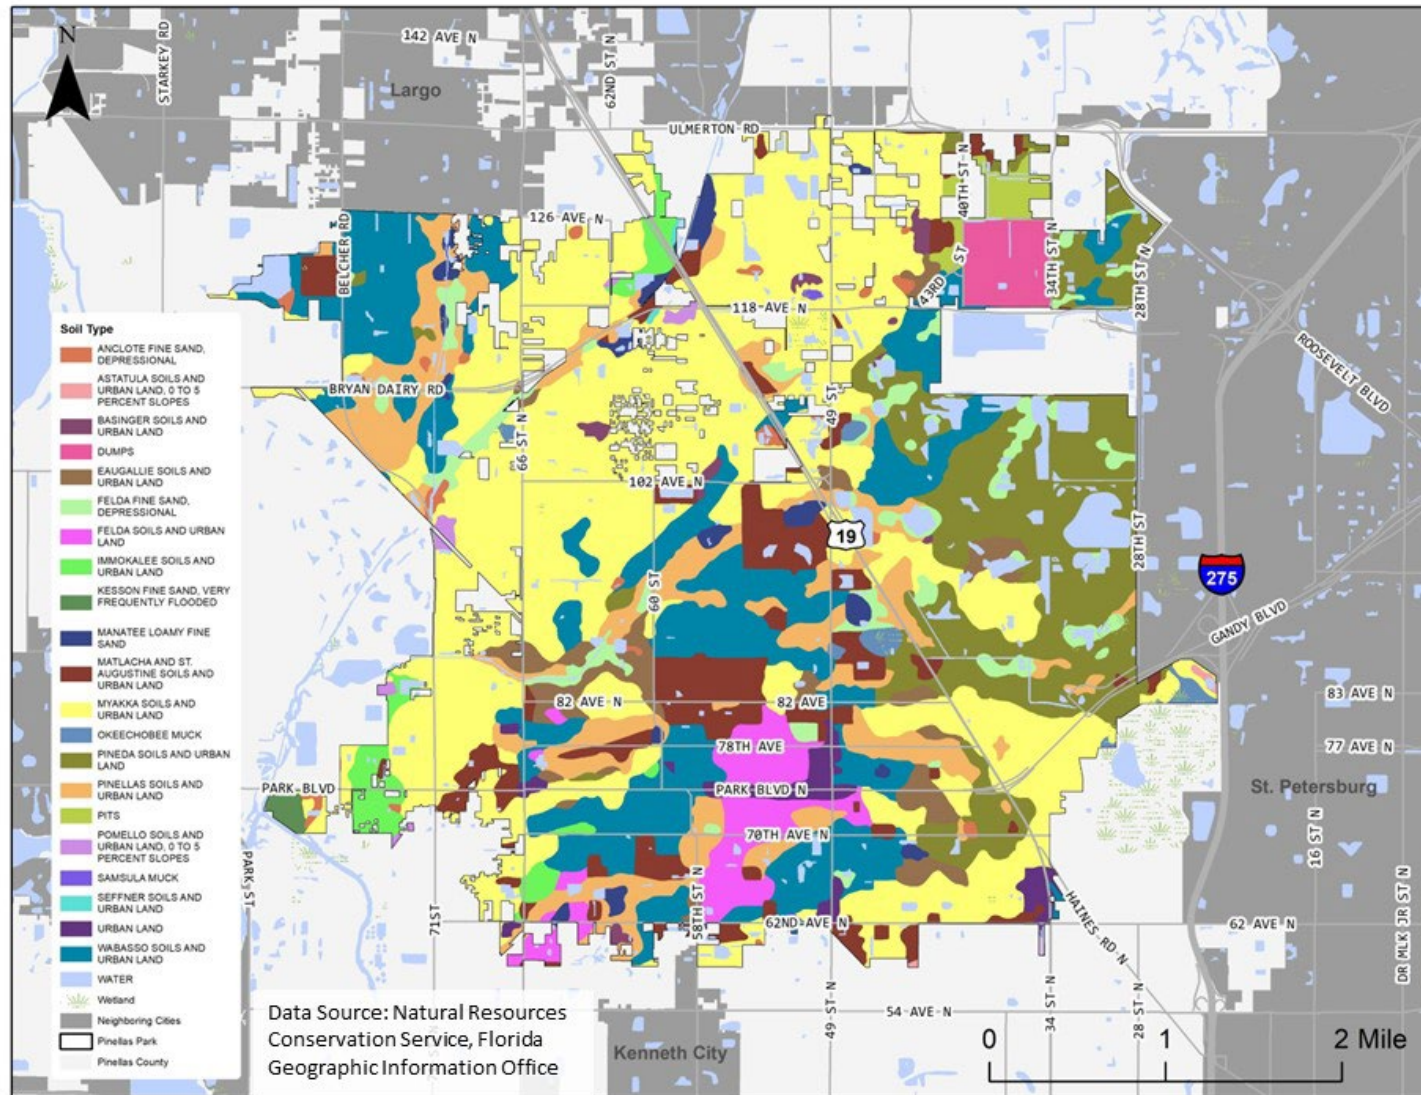 142 AVE N
N
STARKEY RD
62ND ST N
Largo
ULMERTON RD
40TH ST N
126 AVE N
BELCHER RD
43RD ST
34TH ST N
28TH ST N
118 AVE N
ROOSEVELT BLVD
BRYAN DAIRY RD
49 ST
66 ST N
102 AVE N
19
28TH ST
275
60 ST
GANDY BLVD
82 AVE N
82 AVE
83 AVE N
78TH AVE
77 AVE N
PARK BLVD
PARK BLVD N
St. Petersburg
70TH AVE N
16 ST N
PARK ST
71ST
58TH ST N
62ND AVE N
HAINES RD N
62 AVE N
DR MLK JR ST N
49 ST N
54 AVE N
34 ST N
28 ST N
Kenneth City
Soil Type
ANCLOTE FINE SAND,
DEPRESSIONAL
ASTATULA SOILS AND
URBAN LAND, 0 TO 5
PERCENT SLOPES
BASINGER SOILS AND
URBAN LAND
DUMPS
EAUGALLIE SOILS AND
URBAN LAND
FELDA FINE SAND,
DEPRESSIONAL
FELDA SOILS AND URBAN
LAND
IMMOKALEE SOILS AND
URBAN LAND
KESSON FINE SAND, VERY
FREQUENTLY FLOODED
MANATEE LOAMY FINE
SAND
MATLACHA AND ST.
AUGUSTINE SOILS AND
URBAN LAND
MYAKKA SOILS AND
URBAN LAND
OKEECHOBEE MUCK
PINEDA SOILS AND URBAN
LAND
PINELLAS SOILS AND
URBAN LAND
PITS
POMELLO SOILS AND
URBAN LAND, 0 TO 5
PERCENT SLOPES
SAMSULA MUCK
SEFFNER SOILS AND
URBAN LAND
URBAN LAND
WABASSO SOILS AND
URBAN LAND
WATER
Wetland
Neighboring Cities
Pinellas Park
Pinellas County
Data Source: Natural Resources
Conservation Service, Florida
Geographic Information Office
0 1 2 Mile